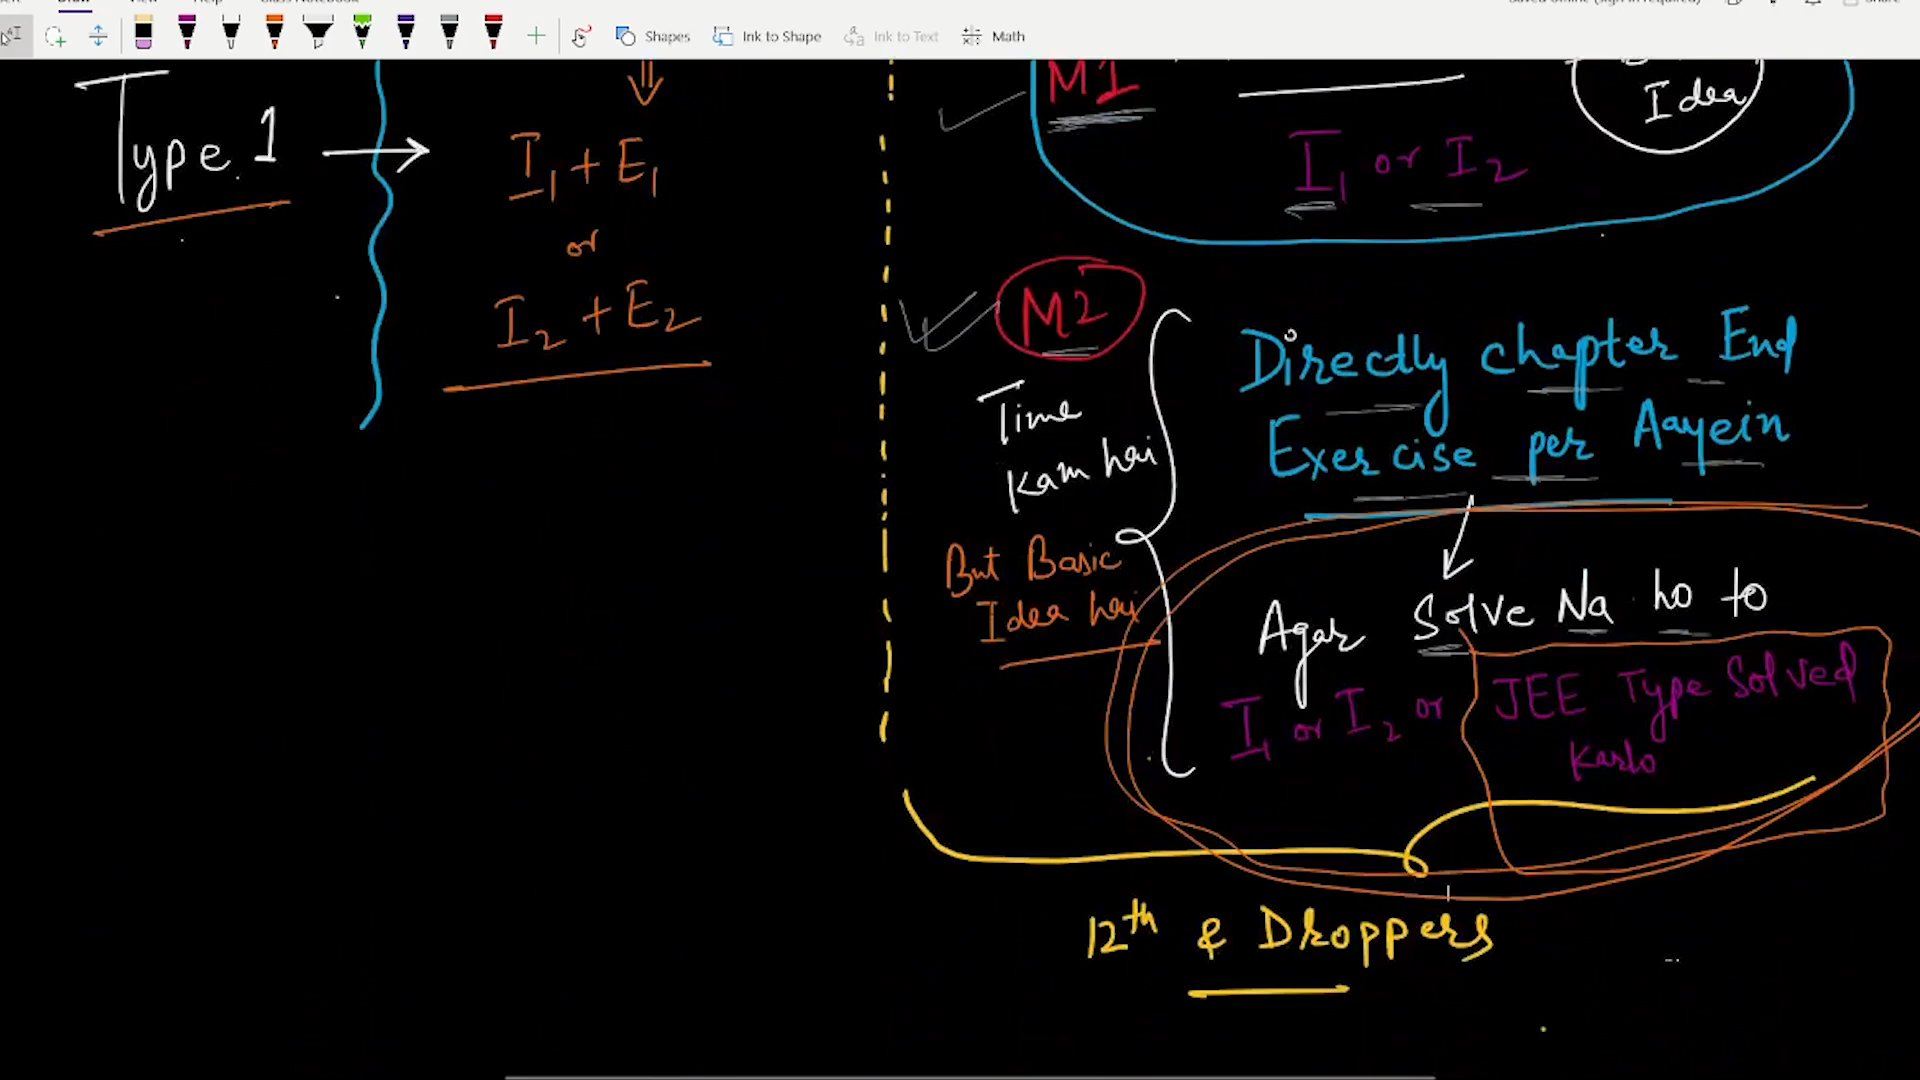 Shapes
Ink to Shape
Ink to Text
Math
Type 1
I1 + E1
or
I2 + E2
M1
Idea
I1 or I2
M2
Time
Kam hai
But Basic
Idea hai
Directly chapter End
Exercise per Aayein
Agar Solve Na ho to
I1 or I2 or JEE Type Solved
Karlo
12th & Droppers